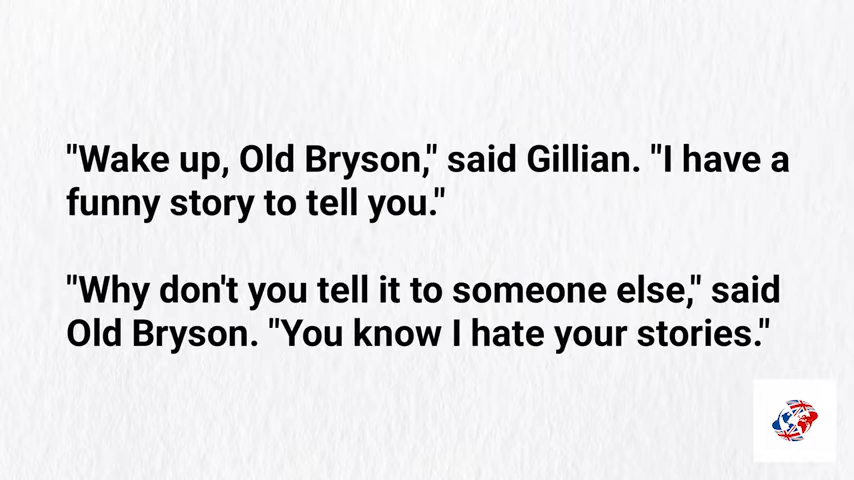 "Wake up, Old Bryson," said Gillian. "I have a
funny story to tell you."
"Why don't you tell it to someone else," said
Old Bryson. "You know I hate your stories."